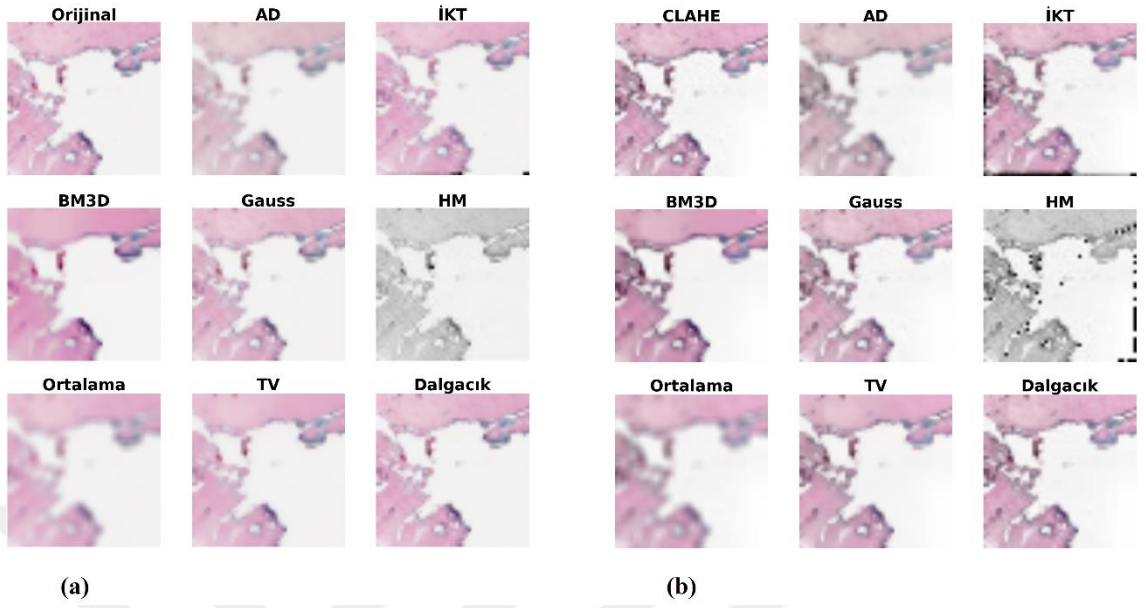 Orijinal AD İKT
BM3D Gauss HM
Ortalama TV Dalgacık
(a)
CLAHE AD İKT
BM3D Gauss HM
Ortalama TV Dalgacık
(b)